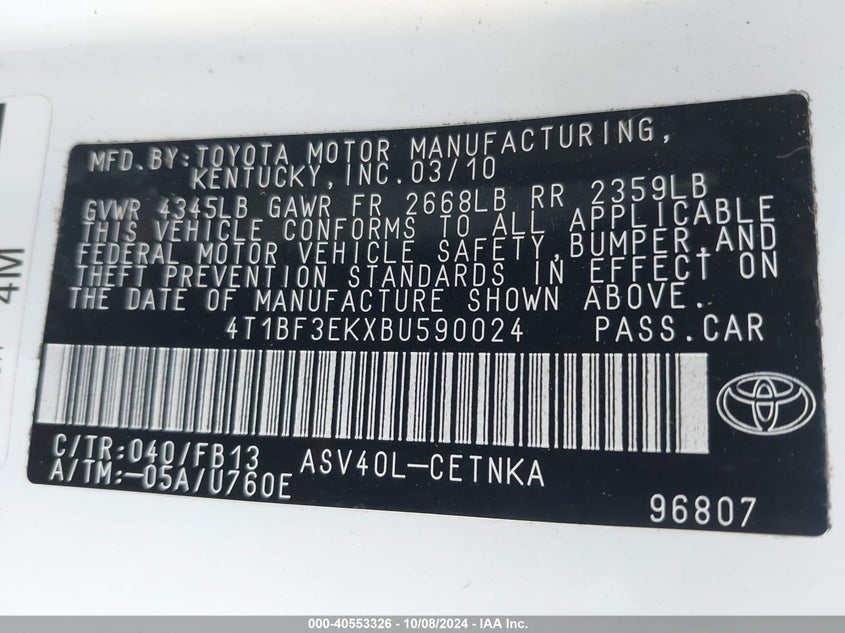 MFD.BY:TOYOTA MOTOR MANUFACTURING,
KENTUCKY,INC.03/10
GVWR 4345LB GAWR FR 2668LB RR 2359LB
THIS VEHICLE CONFORMS TO ALL APPLICABLE
FEDERAL MOTOR VEHICLE SAFETY,BUMPER,AND
THEFT PREVENTION STANDARDS IN EFFECT ON
THE DATE OF MANUFACTURE SHOWN ABOVE.
4T1BF3EKXBU590024 PASS.CAR
C/TR:040/FB13 ASV40L-CETNKA
A/TM:-05A/U760E
96807
4M
000-40553326 - 10/08/2024 - IAA Inc.